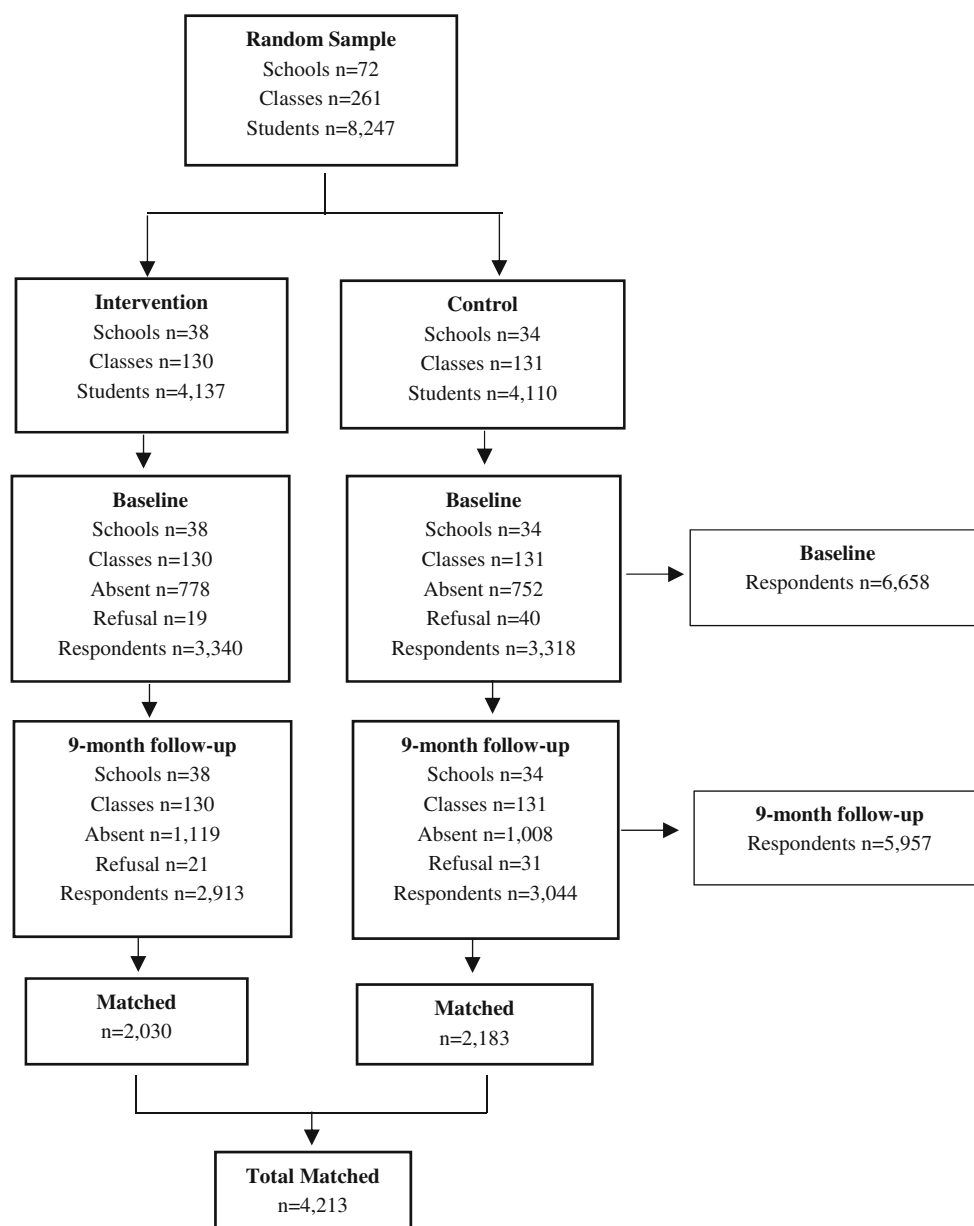 Random Sample
Schools n=72
Classes n=261
Students n=8,247
Intervention
Schools n=38
Classes n=130
Students n=4,137
Control
Schools n=34
Classes n=131
Students n=4,110
Baseline
Schools n=38
Classes n=130
Absent n=778
Refusal n=19
Respondents n=3,340
Baseline
Schools n=34
Classes n=131
Absent n=752
Refusal n=40
Respondents n=3,318
Baseline
Respondents n=6,658
9-month follow-up
Schools n=38
Classes n=130
Absent n=1,119
Refusal n=21
Respondents n=2,913
9-month follow-up
Schools n=34
Classes n=131
Absent n=1,008
Refusal n=31
Respondents n=3,044
9-month follow-up
Respondents n=5,957
Matched
n=2,030
Matched
n=2,183
Total Matched
n=4,213